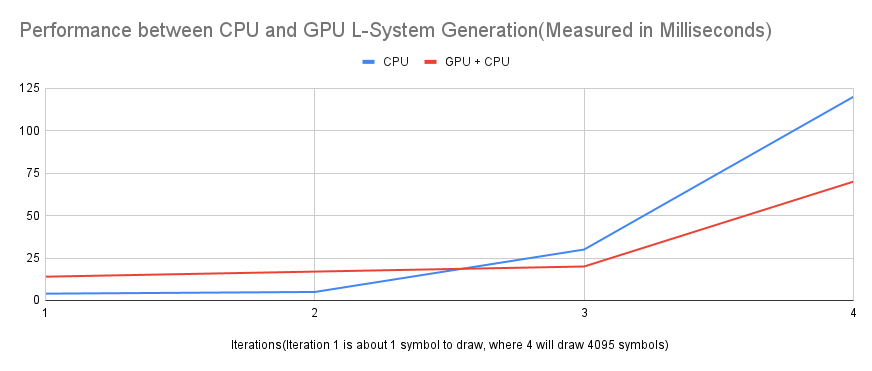 Performance between CPU and GPU L-System Generation(Measured in Milliseconds)
CPU GPU + CPU
125
100
75
50
25
0
1 2 3 4
Iterations(Iteration 1 is about 1 symbol to draw, where 4 will draw 4095 symbols)